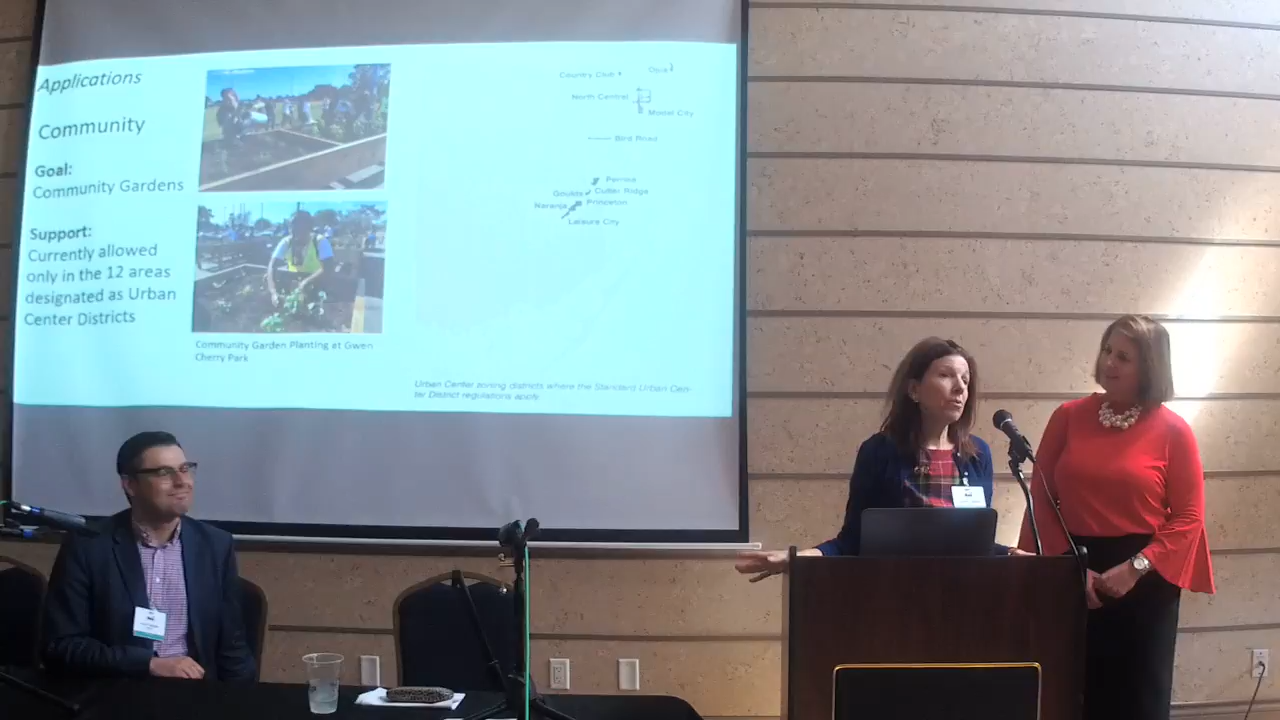 Applications
Community
Goal:
Community Gardens
Support:
Currently allowed
only in the 12 areas
designated as Urban
Center Districts
Community Garden Planting at Gwen
Cherry Park
Country Club
Ojus
North Central
Model City
Bird Road
Perrine
Goulds
Cutler Ridge
Naranja
Princeton
Leisure City
Urban Center zoning districts where the Standard Urban Cen-
ter District regulations apply.